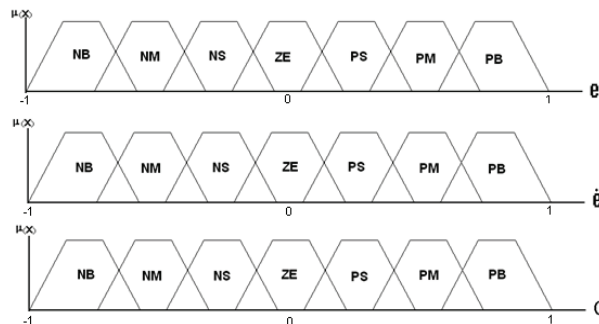 μ(x)
NB NM NS ZE PS PM PB
-1 0 1 e
μ(x)
NB NM NS ZE PS PM PB
-1 0 1 ė
μ(x)
NB NM NS ZE PS PM PB
-1 0 1